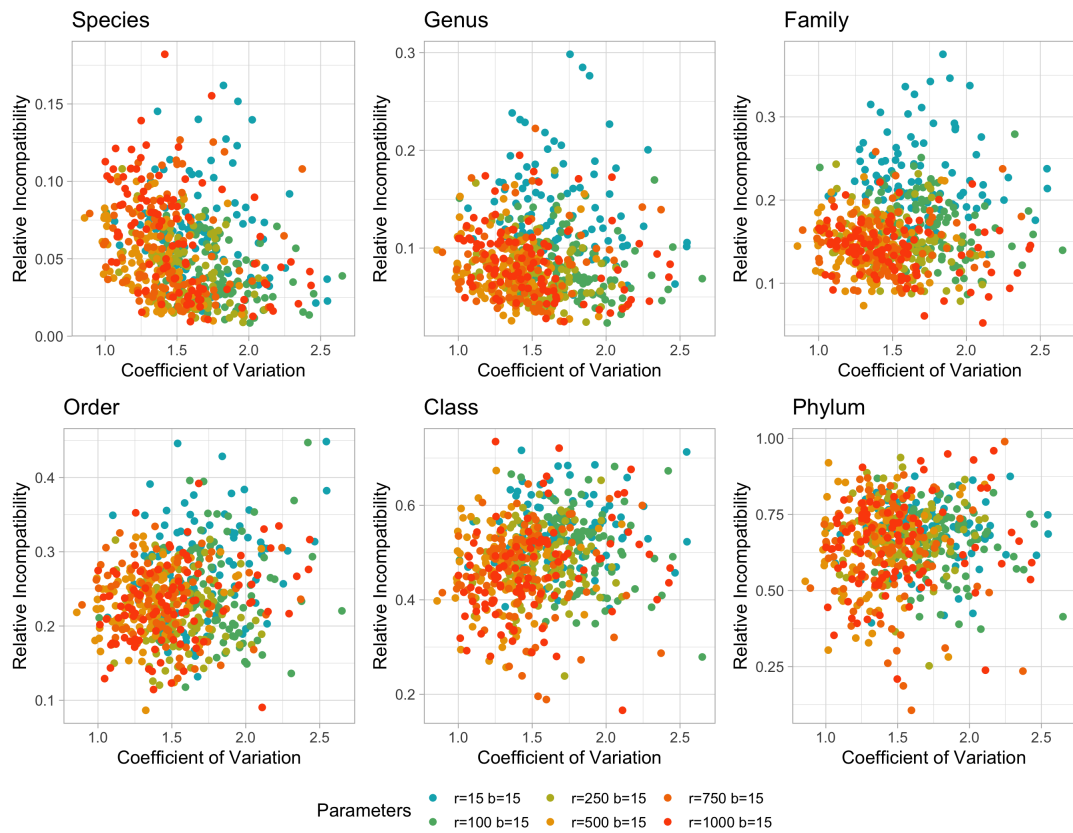 Species
Genus
Family
Relative Incompatibility
0.15
0.10
0.05
0.00
1.0 1.5 2.0 2.5
Coefficient of Variation
Relative Incompatibility
0.3
0.2
0.1
1.0 1.5 2.0 2.5
Coefficient of Variation
Relative Incompatibility
0.3
0.2
0.1
1.0 1.5 2.0 2.5
Coefficient of Variation
Order
Class
Phylum
Relative Incompatibility
0.4
0.3
0.2
0.1
1.0 1.5 2.0 2.5
Coefficient of Variation
Relative Incompatibility
0.6
0.4
0.2
1.0 1.5 2.0 2.5
Coefficient of Variation
Relative Incompatibility
1.00
0.75
0.50
0.25
1.0 1.5 2.0 2.5
Coefficient of Variation
Parameters
r=15 b=15 r=250 b=15 r=750 b=15
r=100 b=15 r=500 b=15 r=1000 b=15